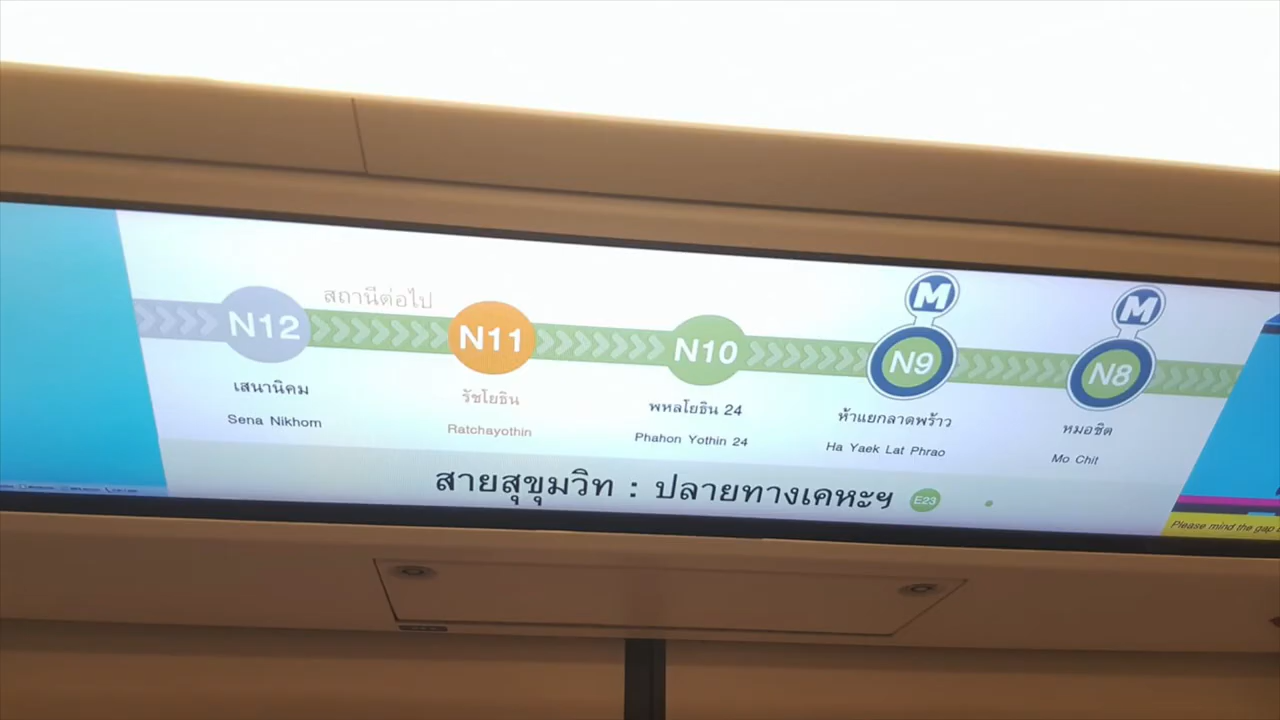 สถานีต่อไป
N12
N11
N10
M
N9
M
N8
เสนานิคม
Sena Nikhom
รัชโยธิน
Ratchayothin
พหลโยธิน 24
Phahon Yothin 24
ห้าแยกลาดพร้าว
Ha Yaek Lat Phrao
หมอชิต
Mo Chit
สายสุขุมวิท : ปลายทางเคหะฯ E23
Please mind the gap